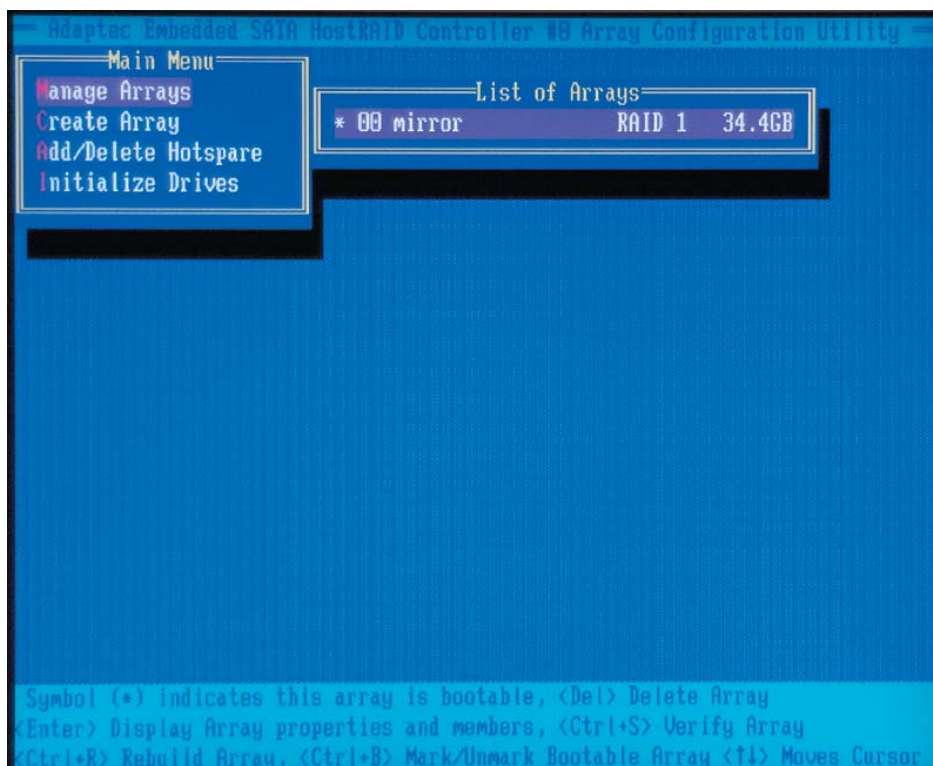 Adaptec Embedded SATA HostRAID Controller #0 Array Configuration Utility
Main Menu
Manage Arrays
Create Array
Add/Delete Hotspare
Initialize Drives
List of Arrays
* 00 mirror RAID 1 34.4GB
Symbol (*) indicates this array is bootable, <Del> Delete Array
<Enter> Display Array properties and members, <Ctrl+S> Verify Array
<Ctrl+R> Rebuild Array, <Ctrl+B> Mark/Unmark Bootable Array <↑↓> Moves Cursor